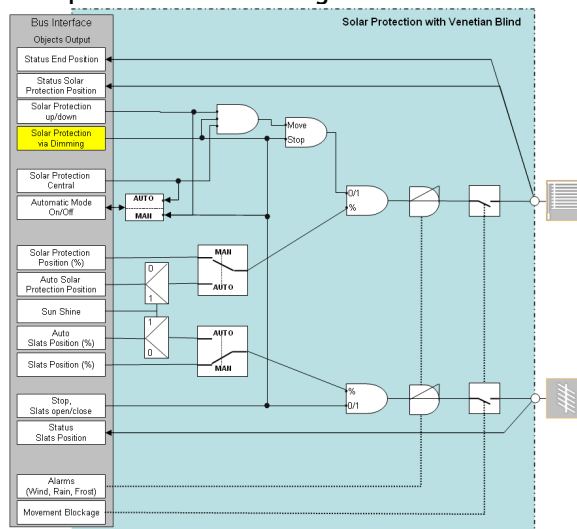 Solar Protection with Venetian Blind
Bus Interface
Objects Output
Status End Position
Status Solar
Protection Position
Solar Protection
up/down
Solar Protection
via Dimming
Solar Protection
Central
Automatic Mode
On/Off
Solar Protection
Position (%)
Auto Solar
Protection Position
Sun Shine
Auto
Slats Position (%)
Slats Position (%)
Stop,
Slats open/close
Status
Slats Position
Alarms
(Wind, Rain, Frost)
Movement Blockage
Move
Stop
AUTO
MAN
0/1
%
MAN
AUTO
0
1
1
0
AUTO
MAN
%
0/1